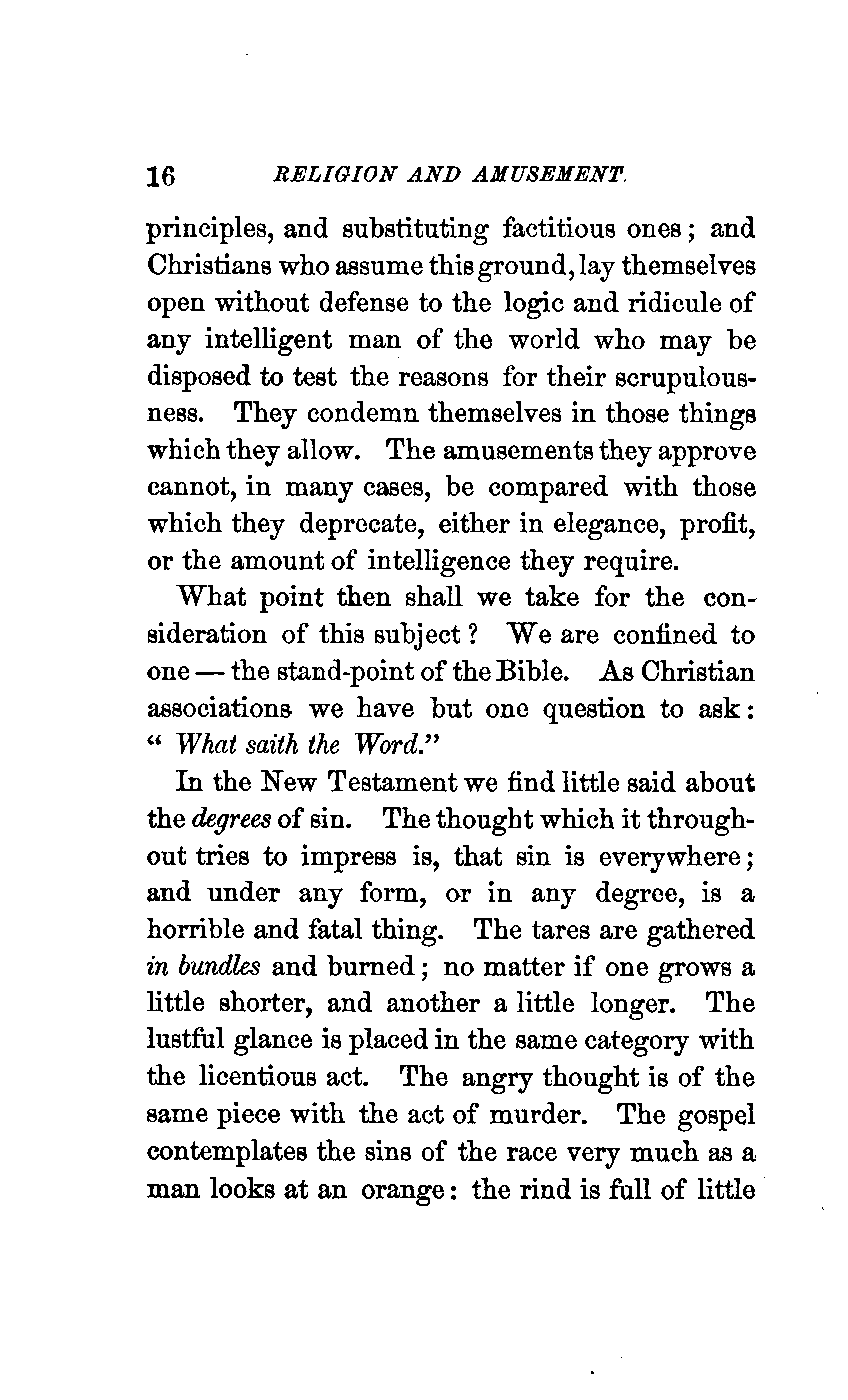 16 RELIGION AND AMUSEMENT.
principles, and substituting factitious ones; and
Christians who assume this ground, lay themselves
open without defense to the logic and ridicule of
any intelligent man of the world who may be
disposed to test the reasons for their scrupulous-
ness. They condemn themselves in those things
which they allow. The amusements they approve
cannot, in many cases, be compared with those
which they deprecate, either in elegance, profit,
or the amount of intelligence they require.
What point then shall we take for the con-
sideration of this subject? We are confined to
one — the stand-point of the Bible. As Christian
associations we have but one question to ask:
“ What saith the Word.”
In the New Testament we find little said about
the degrees of sin. The thought which it through-
out tries to impress is, that sin is everywhere;
and under any form, or in any degree, is a
horrible and fatal thing. The tares are gathered
in bundles and burned; no matter if one grows a
little shorter, and another a little longer. The
lustful glance is placed in the same category with
the licentious act. The angry thought is of the
same piece with the act of murder. The gospel
contemplates the sins of the race very much as a
man looks at an orange: the rind is full of little